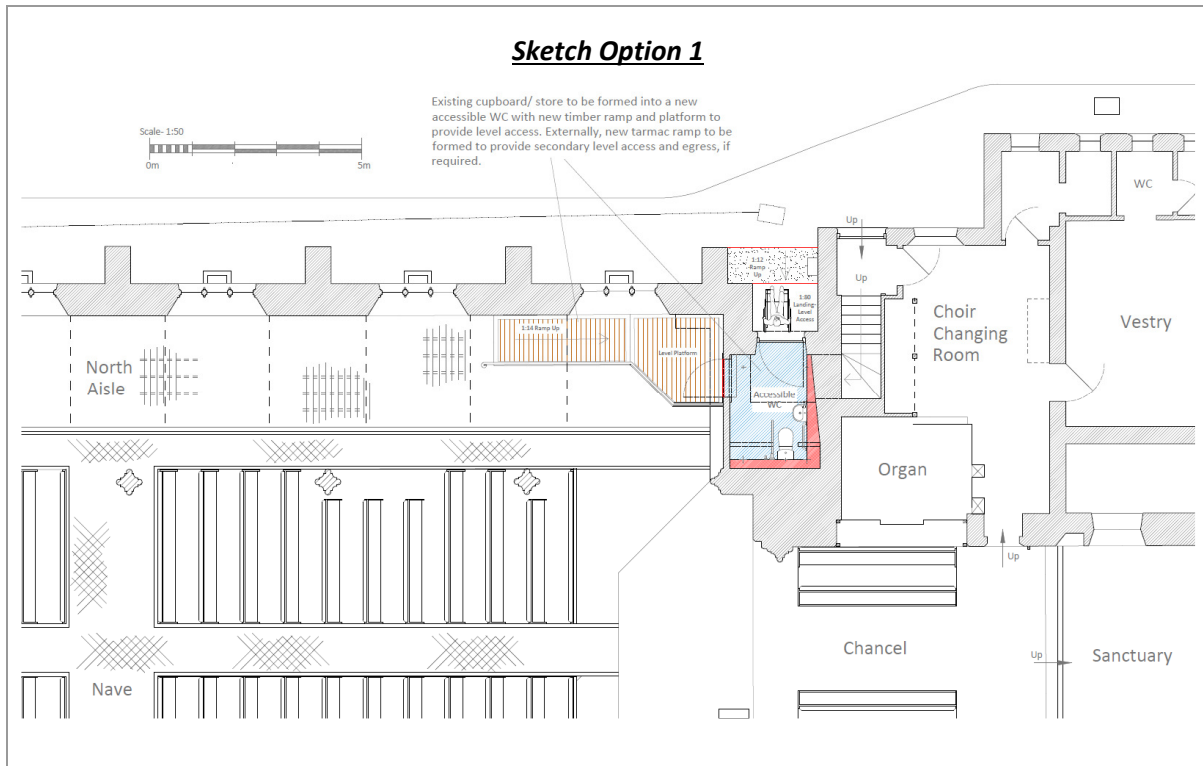 Sketch Option 1
Existing cupboard/ store to be formed into a new
accessible WC with new timber ramp and platform to
provide level access. Externally, new tarmac ramp to be
formed to provide secondary level access and egress, if
required.
Scale- 1:50
0m
5m
WC
Up
Up
1:12
Ramp
Up
1:80
Landing-
Level
Access
1:14 Ramp Up
Level Platform
Choir
Changing
Room
Vestry
North
Aisle
Accessible
WC
Organ
Up
Chancel
Up
Sanctuary
Nave